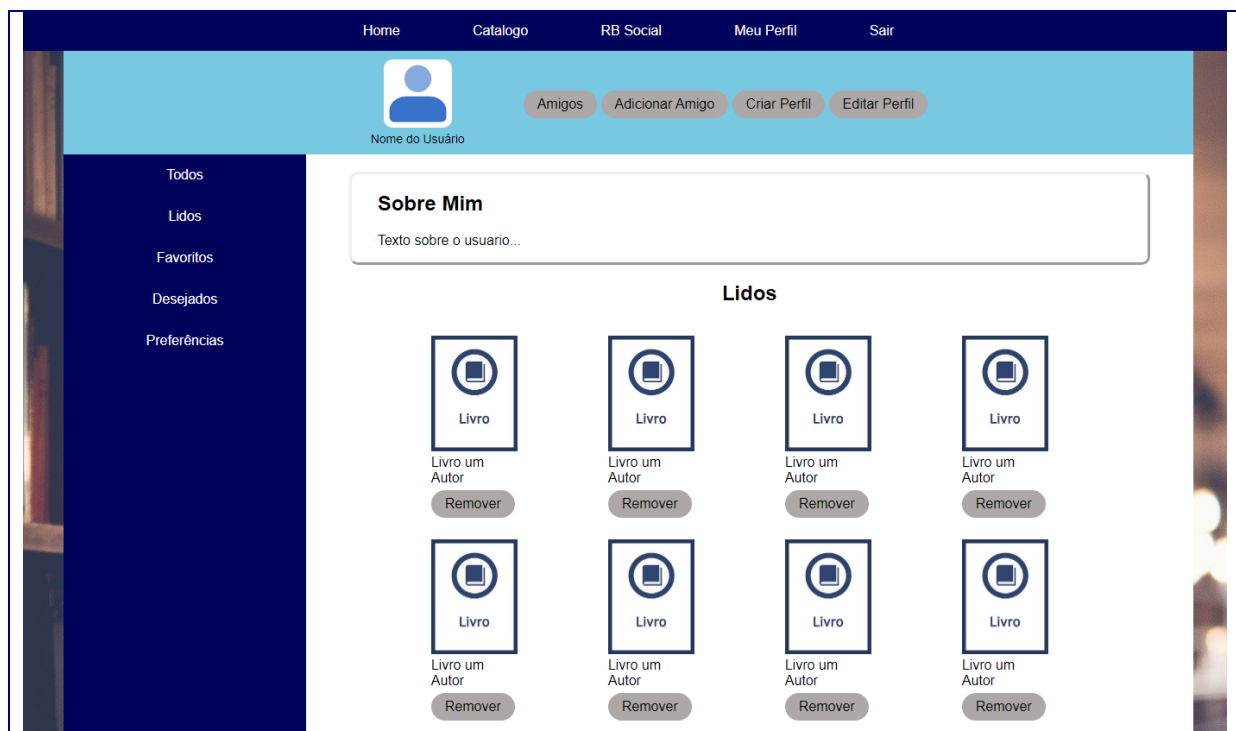 Home Catalogo RB Social Meu Perfil Sair
Amigos Adicionar Amigo Criar Perfil Editar Perfil
Nome do Usuário
Todos
Lidos
Favoritos
Desejados
Preferências
Sobre Mim
Texto sobre o usuario...
Lidos
Livro Livro Livro Livro
Livro um Livro um Livro um Livro um
Autor Autor Autor Autor
Remover Remover Remover Remover
Livro Livro Livro Livro
Livro um Livro um Livro um Livro um
Autor Autor Autor Autor
Remover Remover Remover Remover